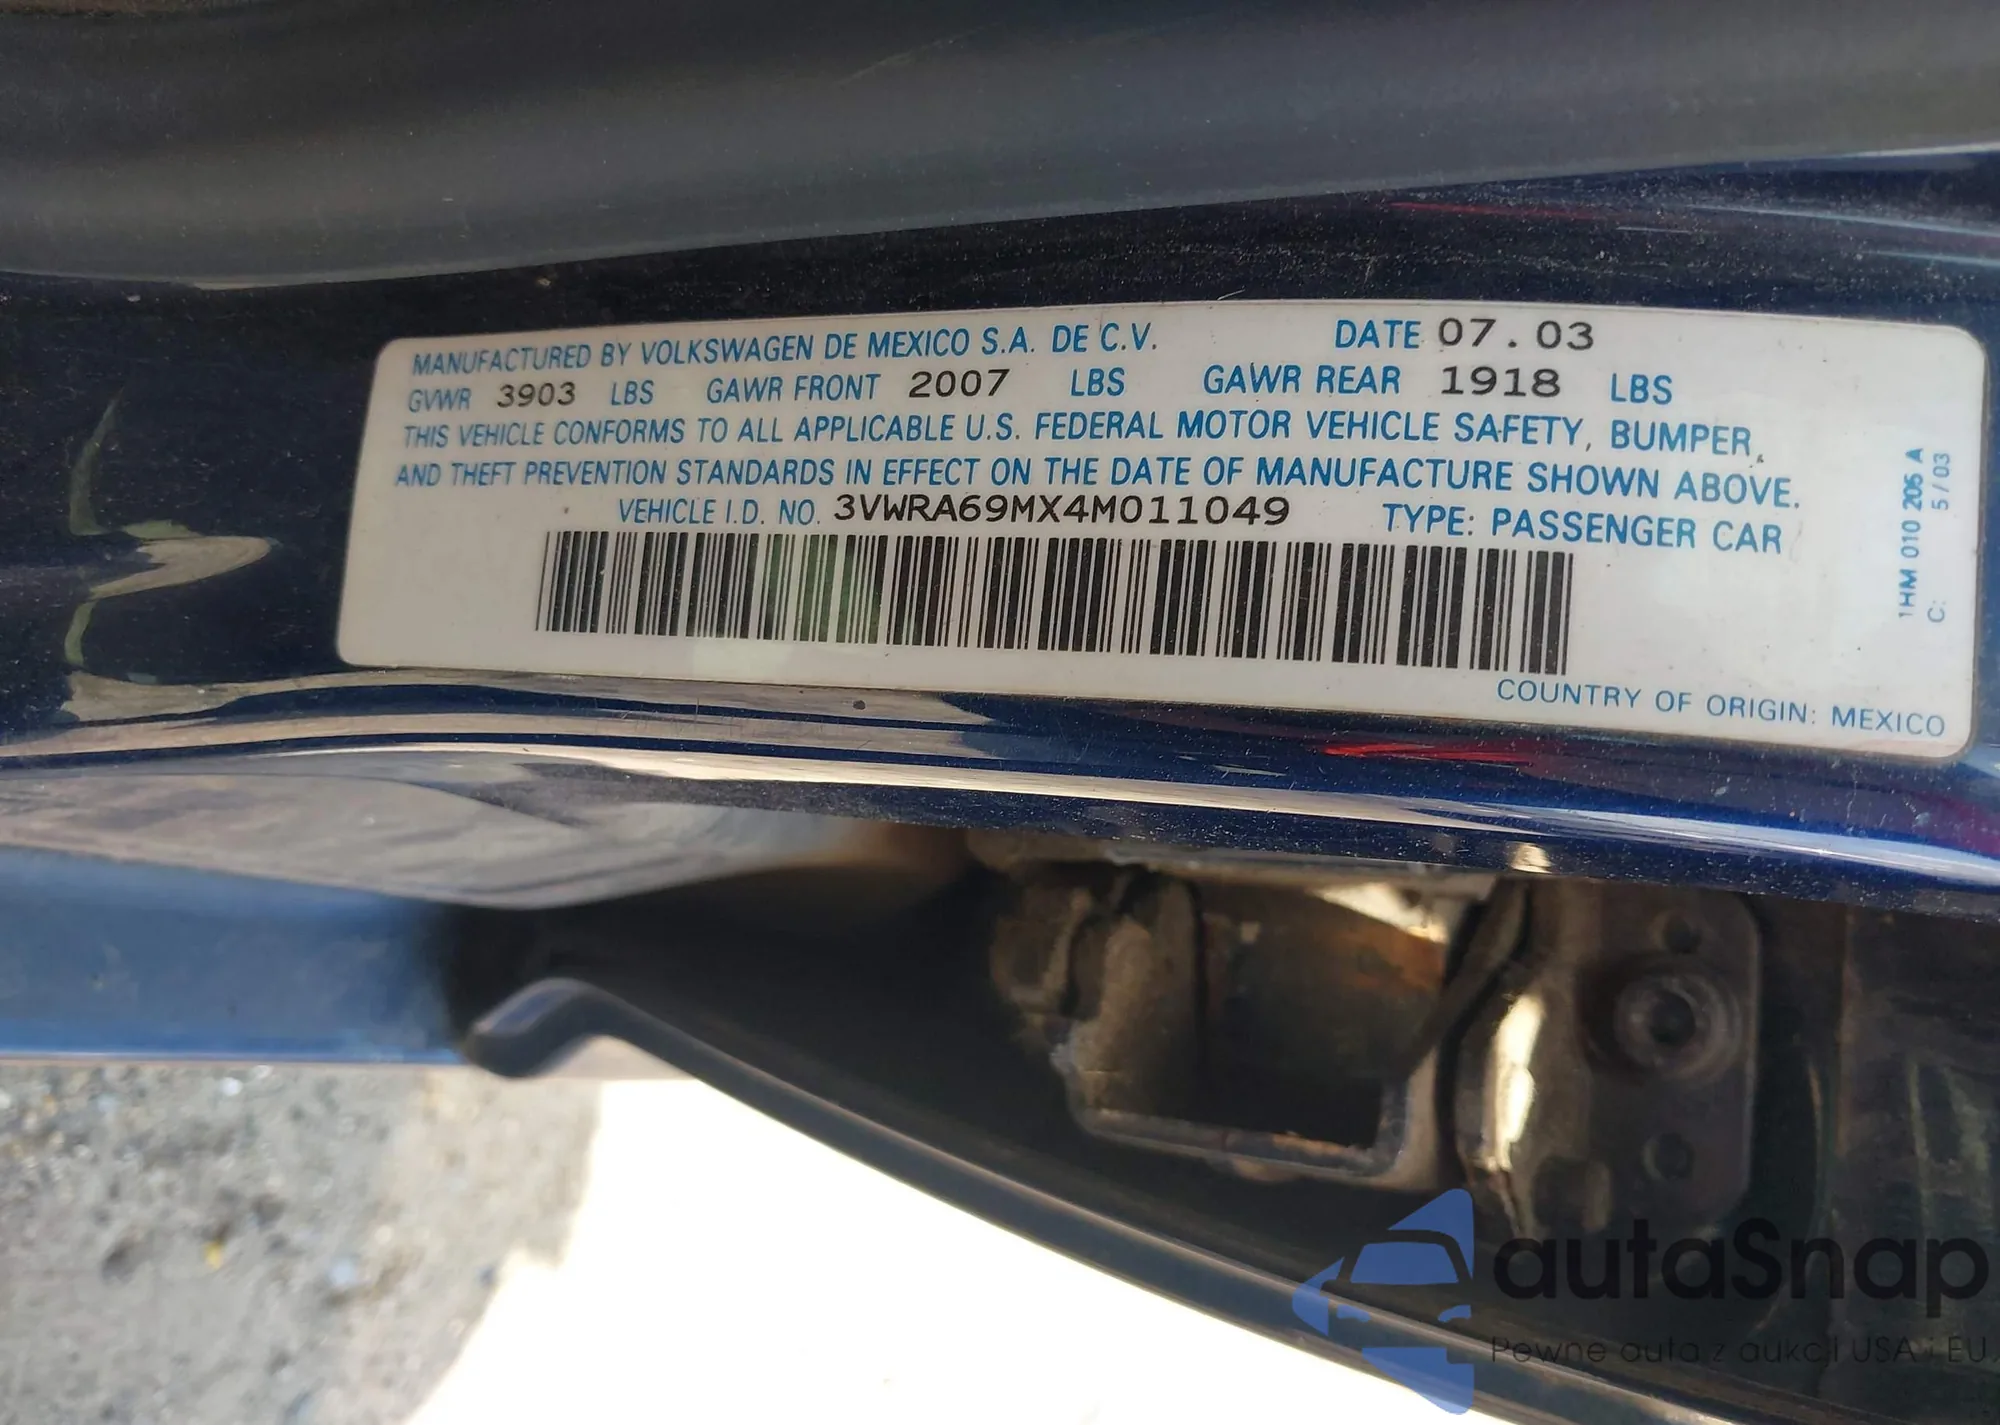 MANUFACTURED BY VOLKSWAGEN DE MEXICO S.A. DE C.V. DATE 07.03
GVWR 3903 LBS GAWR FRONT 2007 LBS GAWR REAR 1918 LBS
THIS VEHICLE CONFORMS TO ALL APPLICABLE U.S. FEDERAL MOTOR VEHICLE SAFETY, BUMPER,
AND THEFT PREVENTION STANDARDS IN EFFECT ON THE DATE OF MANUFACTURE SHOWN ABOVE.
VEHICLE I.D. NO. 3VWRA69MX4M011049 TYPE: PASSENGER CAR
COUNTRY OF ORIGIN: MEXICO
1HM 010 205 A
C: 5/03
autaSnap
Pewne auta z aukcji USA i EU.